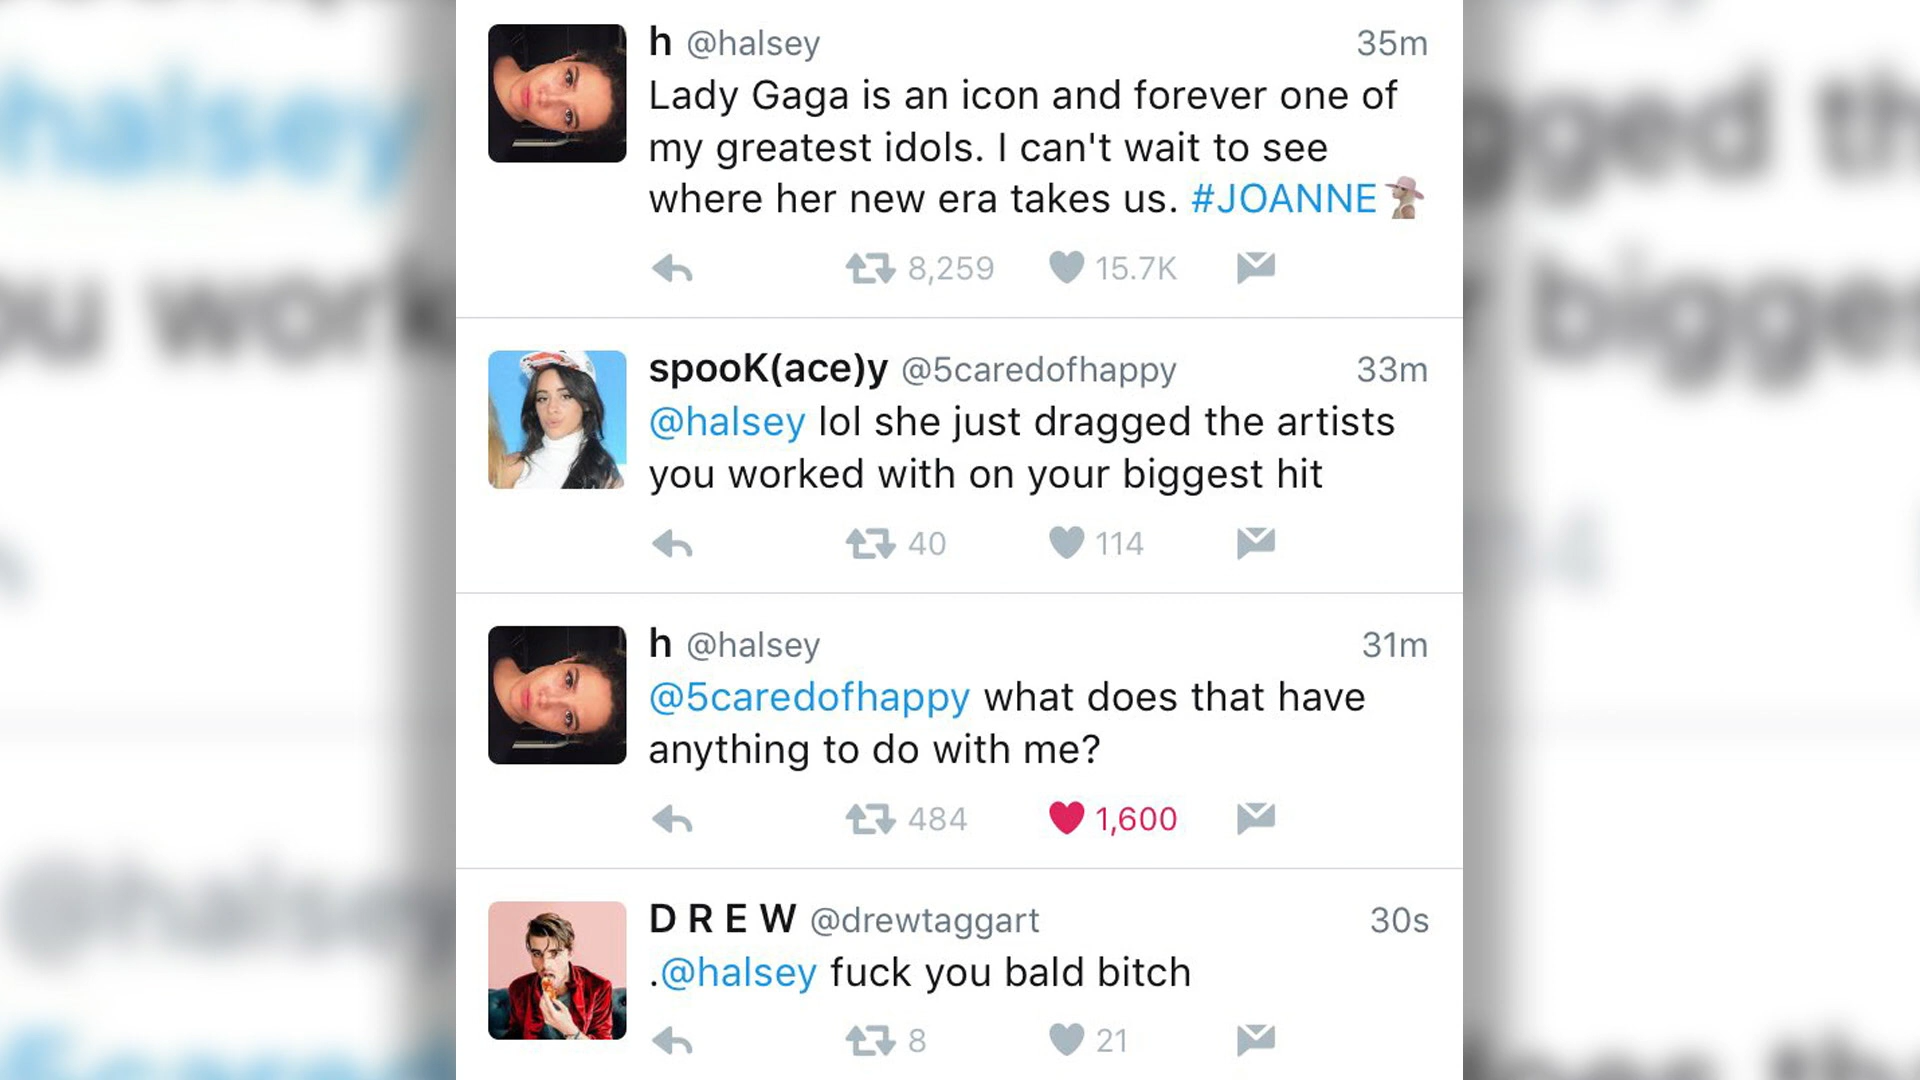 h @halsey 35m
Lady Gaga is an icon and forever one of
my greatest idols. I can't wait to see
where her new era takes us. #JOANNE
8,259 15.7K
spooK(ace)y @5caredofhappy 33m
@halsey lol she just dragged the artists
you worked with on your biggest hit
40 114
h @halsey 31m
@5caredofhappy what does that have
anything to do with me?
484 1,600
D R E W @drewtaggart 30s
.@halsey fuck you bald bitch
8 21